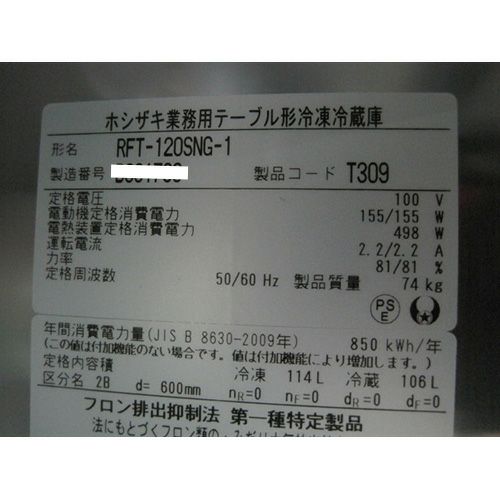 ホシザキ業務用テーブル形冷凍冷蔵庫
形名 RFT-120SNG-1
製造番号 製品コード T309
定格電圧 100 V
電動機定格消費電力 155/155 W
電熱装置定格消費電力 498 W
運転電流 2.2/2.2 A
力率 81/81 %
定格周波数 50/60 Hz 製品質量 74 kg
PSE
年間消費電力量(JIS B 8630-2009年) 850 kWh/年
(この値は付加機能のない場合です。値は付加機能により増加します。)
定格内容積 冷凍 114L 冷蔵 106L
区分名 2B d= 600mm nR=0 nF=0 dR=0 dF=0
フロン排出抑制法 第一種特定製品